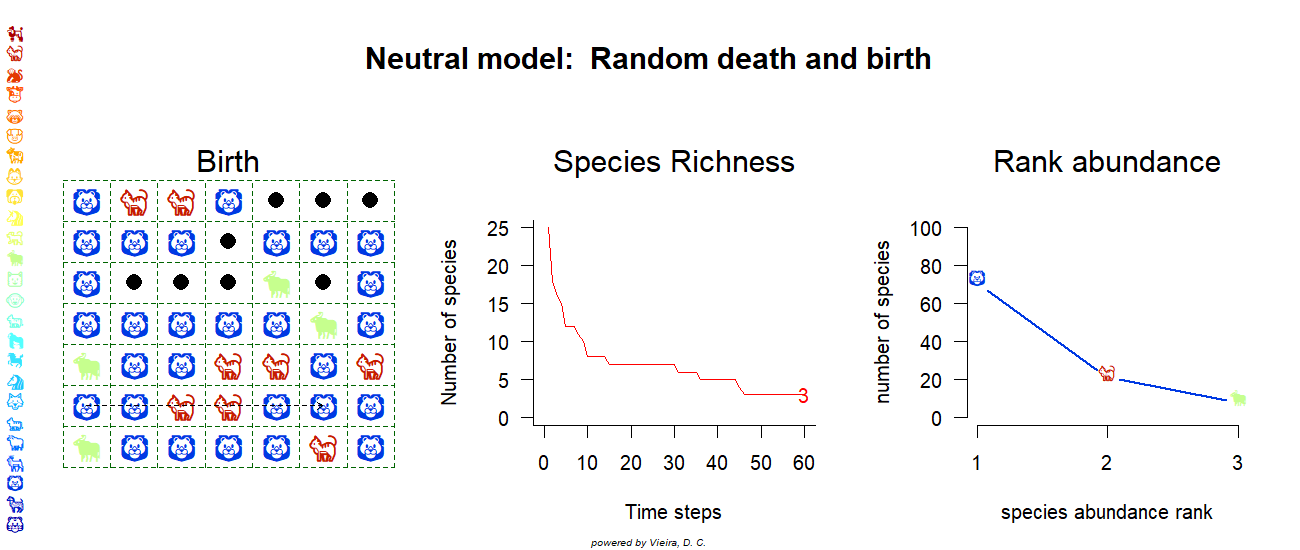 Neutral model:  Random death and birth
Birth
Species Richness
Number of species
25
20
15
10
5
0
3
0 10 20 30 40 50 60
Time steps
Rank abundance
number of species
100
80
60
40
20
0
1 2 3
species abundance rank
powered by Vieira, D. C.